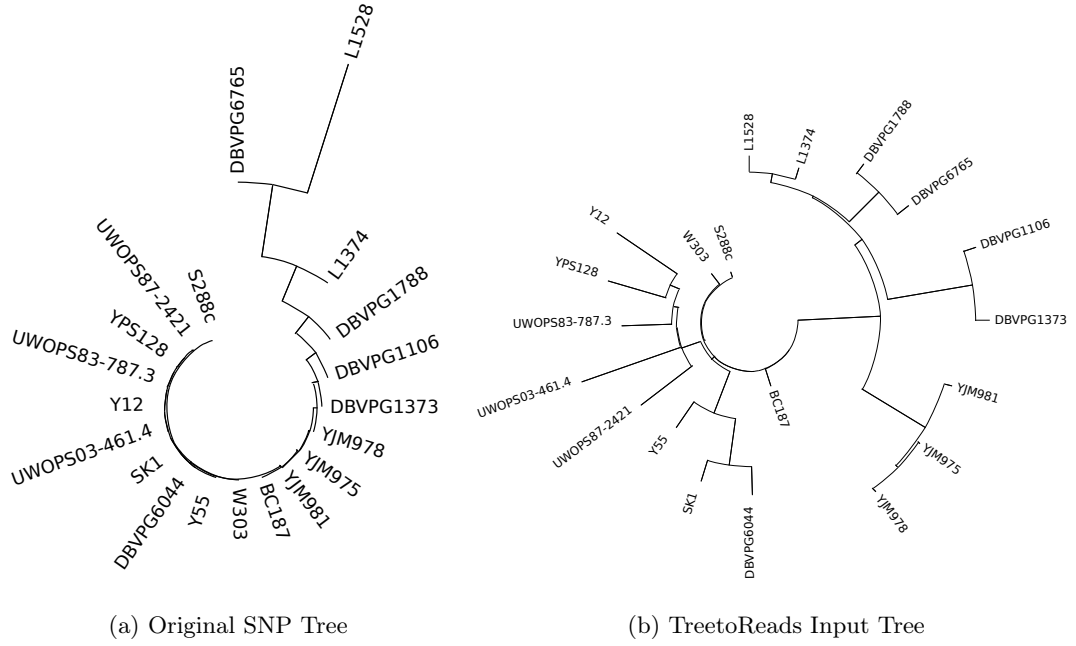 L1528
DBVPG6765
L1374
DBVPG1788
DBVPG1106
DBVPG1373
YJM978
YJM975
YJM981
BC187
W303
Y55
DBVPG6044
SK1
UWOPS03-461.4
Y12
UWOPS83-787.3
YPS128
UWOPS87-2421
S288c
(a) Original SNP Tree
L1528
L1374
DBVPG1788
DBVPG6765
DBVPG1106
DBVPG1373
YJM981
YJM975
YJM978
BC187
DBVPG6044
SK1
Y55
UWOPS87-2421
UWOPS03-461.4
UWOPS83-787.3
YPS128
Y12
W303
S288c
(b) TreetoReads Input Tree